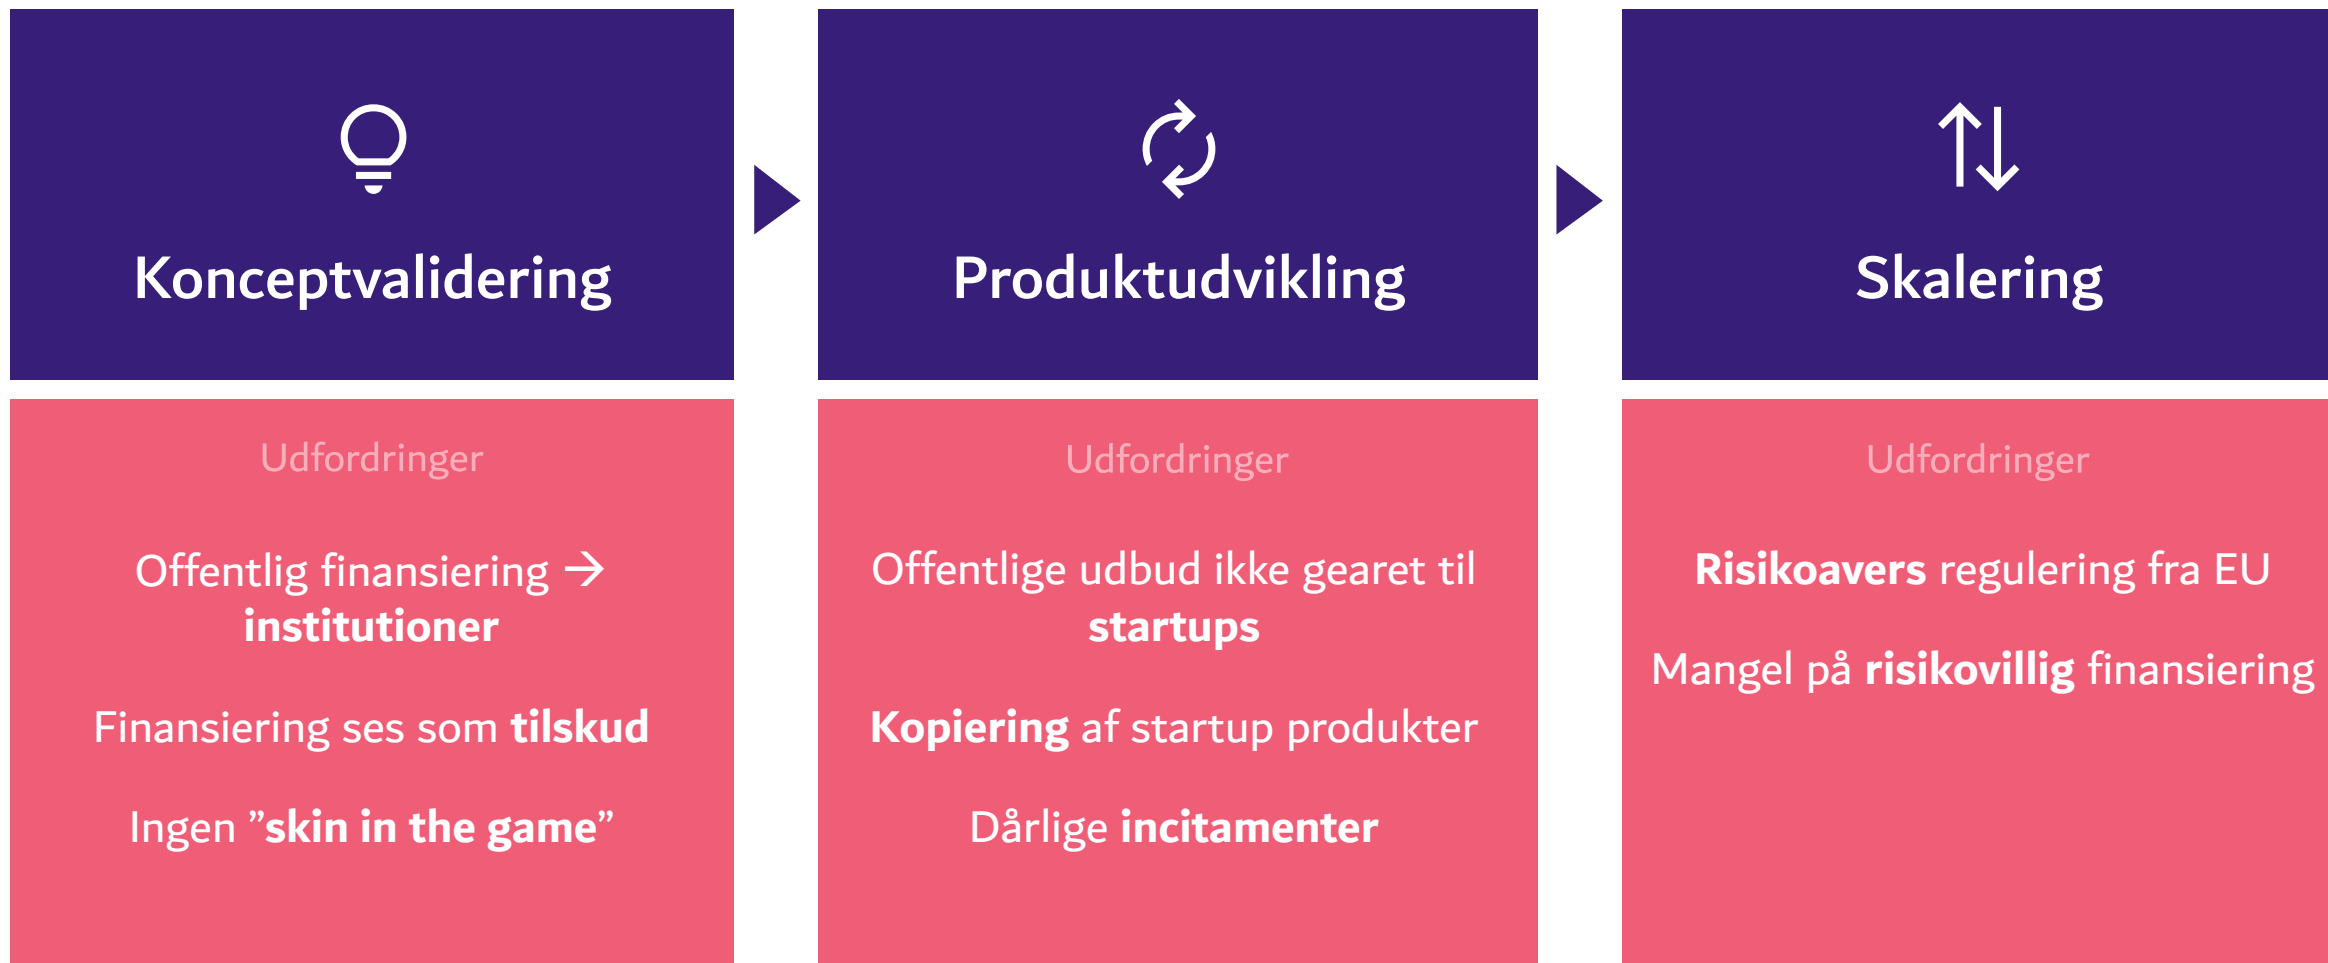 Konceptvalidering
Udfordringer
Offentlig finansiering →
institutioner
Finansiering ses som tilskud
Ingen ”skin in the game”
Produktudvikling
Udfordringer
Offentlige udbud ikke gearet til
startups
Kopiering af startup produkter
Dårlige incitamenter
Skalering
Udfordringer
Risikoavers regulering fra EU
Mangel på risikovillig finansiering